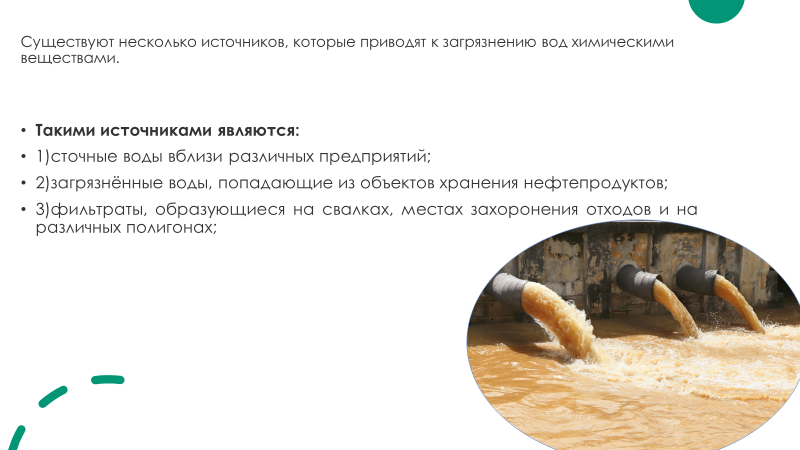 Существуют несколько источников, которые приводят к загрязнению вод химическими
веществами.
• Такими источниками являются:
• 1)сточные воды вблизи различных предприятий;
• 2)загрязнённые воды, попадающие из объектов хранения нефтепродуктов;
• 3)фильтраты, образующиеся на свалках, местах захоронения отходов и на
различных полигонах;